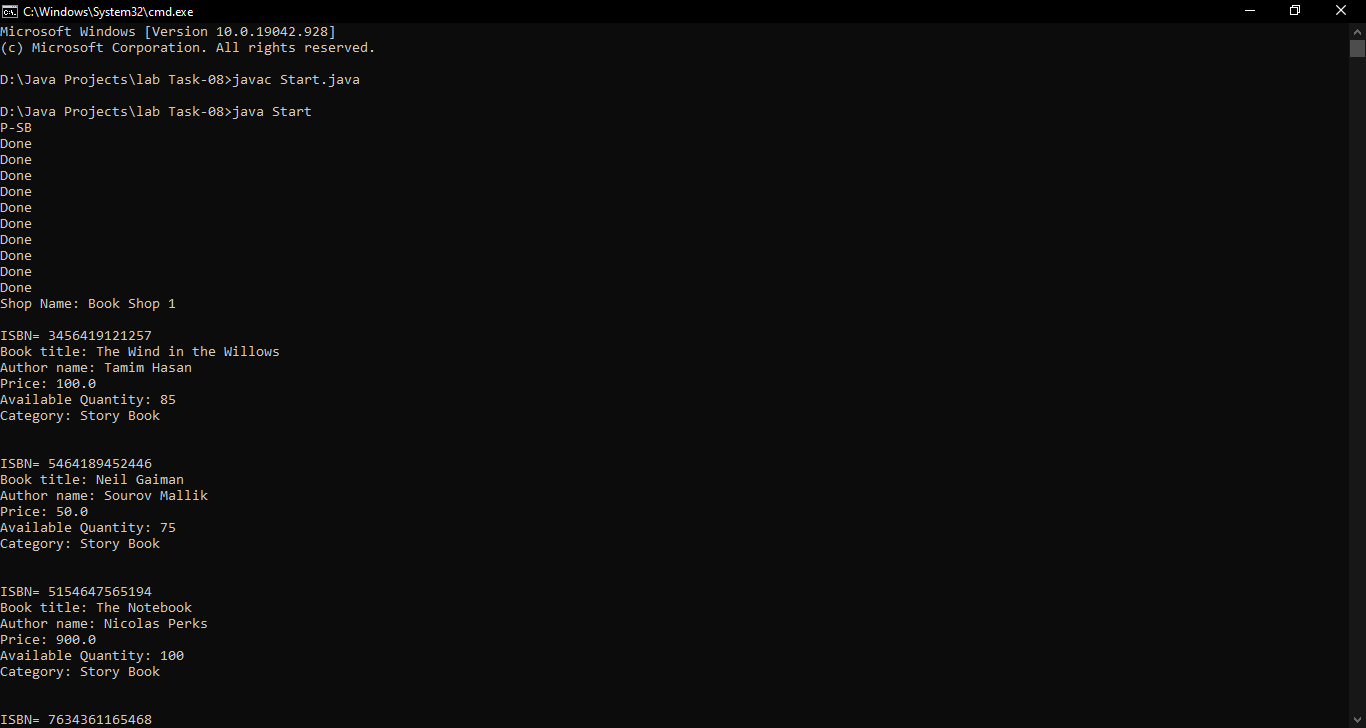 C:\Windows\System32\cmd.exe
Microsoft Windows [Version 10.0.19042.928]
(c) Microsoft Corporation. All rights reserved.
D:\Java Projects\lab Task-08>javac Start.java
D:\Java Projects\lab Task-08>java Start
P-SB
Done
Done
Done
Done
Done
Done
Done
Done
Done
Done
Shop Name: Book Shop 1
ISBN= 3456419121257
Book title: The Wind in the Willows
Author name: Tamim Hasan
Price: 100.0
Available Quantity: 85
Category: Story Book
ISBN= 5464189452446
Book title: Neil Gaiman
Author name: Sourov Mallik
Price: 50.0
Available Quantity: 75
Category: Story Book
ISBN= 5154647565194
Book title: The Notebook
Author name: Nicolas Perks
Price: 900.0
Available Quantity: 100
Category: Story Book
ISBN= 7634361165468